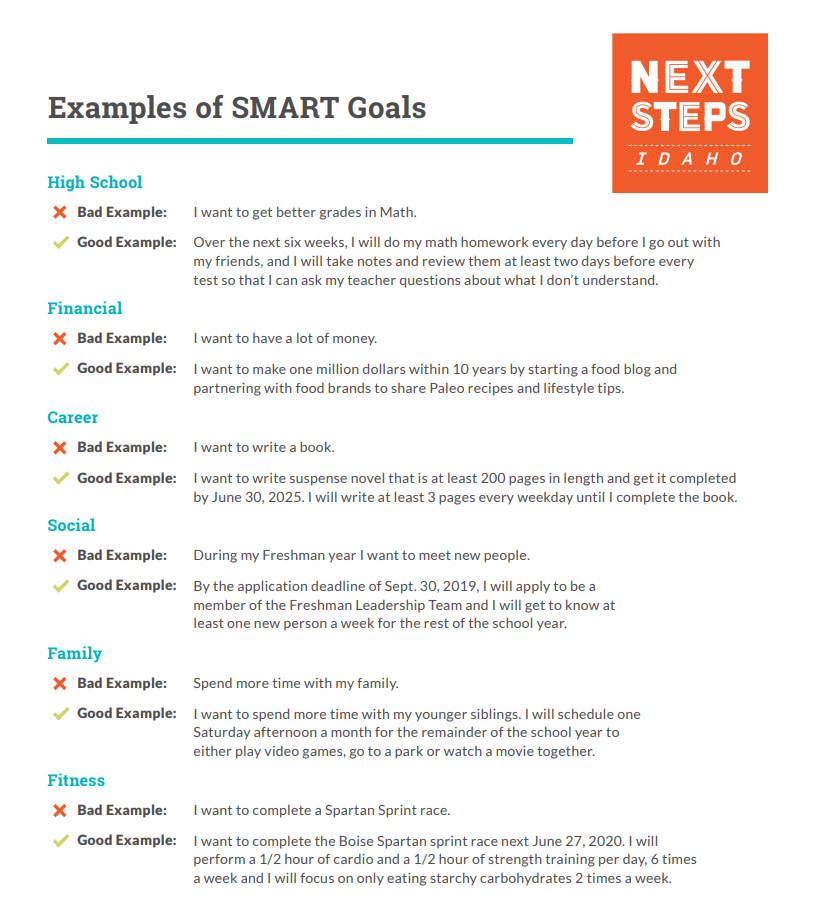 NEXT
STEPS
IDAHO
Examples of SMART Goals
High School
Bad Example: I want to get better grades in Math.
Good Example: Over the next six weeks, I will do my math homework every day before I go out with
my friends, and I will take notes and review them at least two days before every
test so that I can ask my teacher questions about what I don’t understand.
Financial
Bad Example: I want to have a lot of money.
Good Example: I want to make one million dollars within 10 years by starting a food blog and
partnering with food brands to share Paleo recipes and lifestyle tips.
Career
Bad Example: I want to write a book.
Good Example: I want to write suspense novel that is at least 200 pages in length and get it completed
by June 30, 2025. I will write at least 3 pages every weekday until I complete the book.
Social
Bad Example: During my Freshman year I want to meet new people.
Good Example: By the application deadline of Sept. 30, 2019, I will apply to be a
member of the Freshman Leadership Team and I will get to know at
least one new person a week for the rest of the school year.
Family
Bad Example: Spend more time with my family.
Good Example: I want to spend more time with my younger siblings. I will schedule one
Saturday afternoon a month for the remainder of the school year to
either play video games, go to a park or watch a movie together.
Fitness
Bad Example: I want to complete a Spartan Sprint race.
Good Example: I want to complete the Boise Spartan sprint race next June 27, 2020. I will
perform a 1/2 hour of cardio and a 1/2 hour of strength training per day, 6 times
a week and I will focus on only eating starchy carbohydrates 2 times a week.